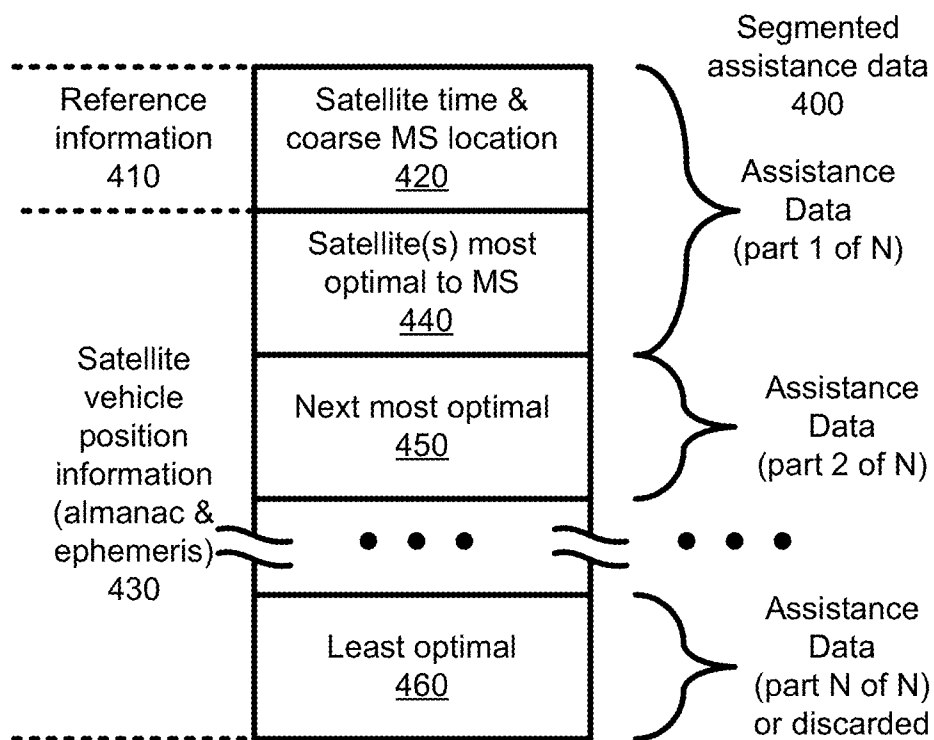 Segmented
assistance data
400
Reference
information
410
Satellite time &
coarse MS location
420
Assistance
Data
(part 1 of N)
Satellite(s) most
optimal to MS
440
Satellite
vehicle
position
information
(almanac &
ephemeris)
430
Next most optimal
450
Assistance
Data
(part 2 of N)
Least optimal
460
Assistance
Data
(part N of N)
or discarded